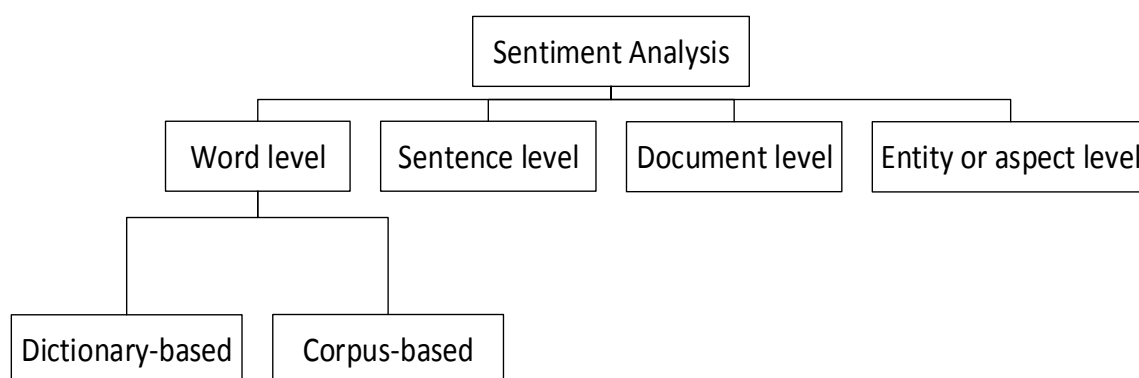 Sentiment Analysis
Word level
Sentence level
Document level
Entity or aspect level
Dictionary-based
Corpus-based